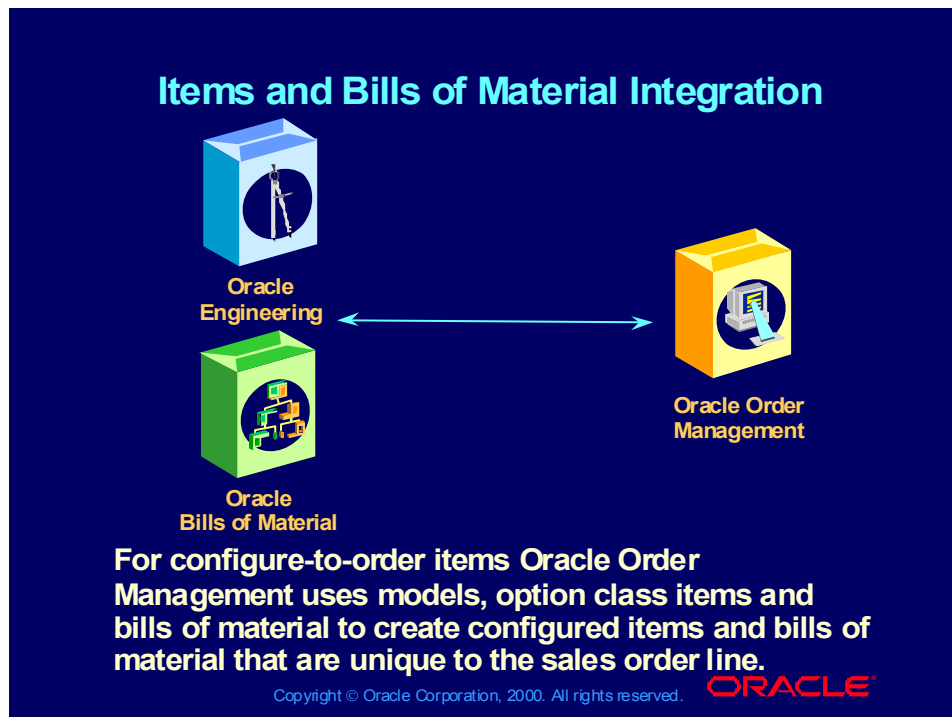 Items and Bills of Material Integration
Oracle
Engineering
Oracle Order
Management
Oracle
Bills of Material
For configure-to-order items Oracle Order
Management uses models, option class items and
bills of material to create configured items and bills of
material that are unique to the sales order line.
Copyright © Oracle Corporation, 2000. All rights reserved.
ORACLE®